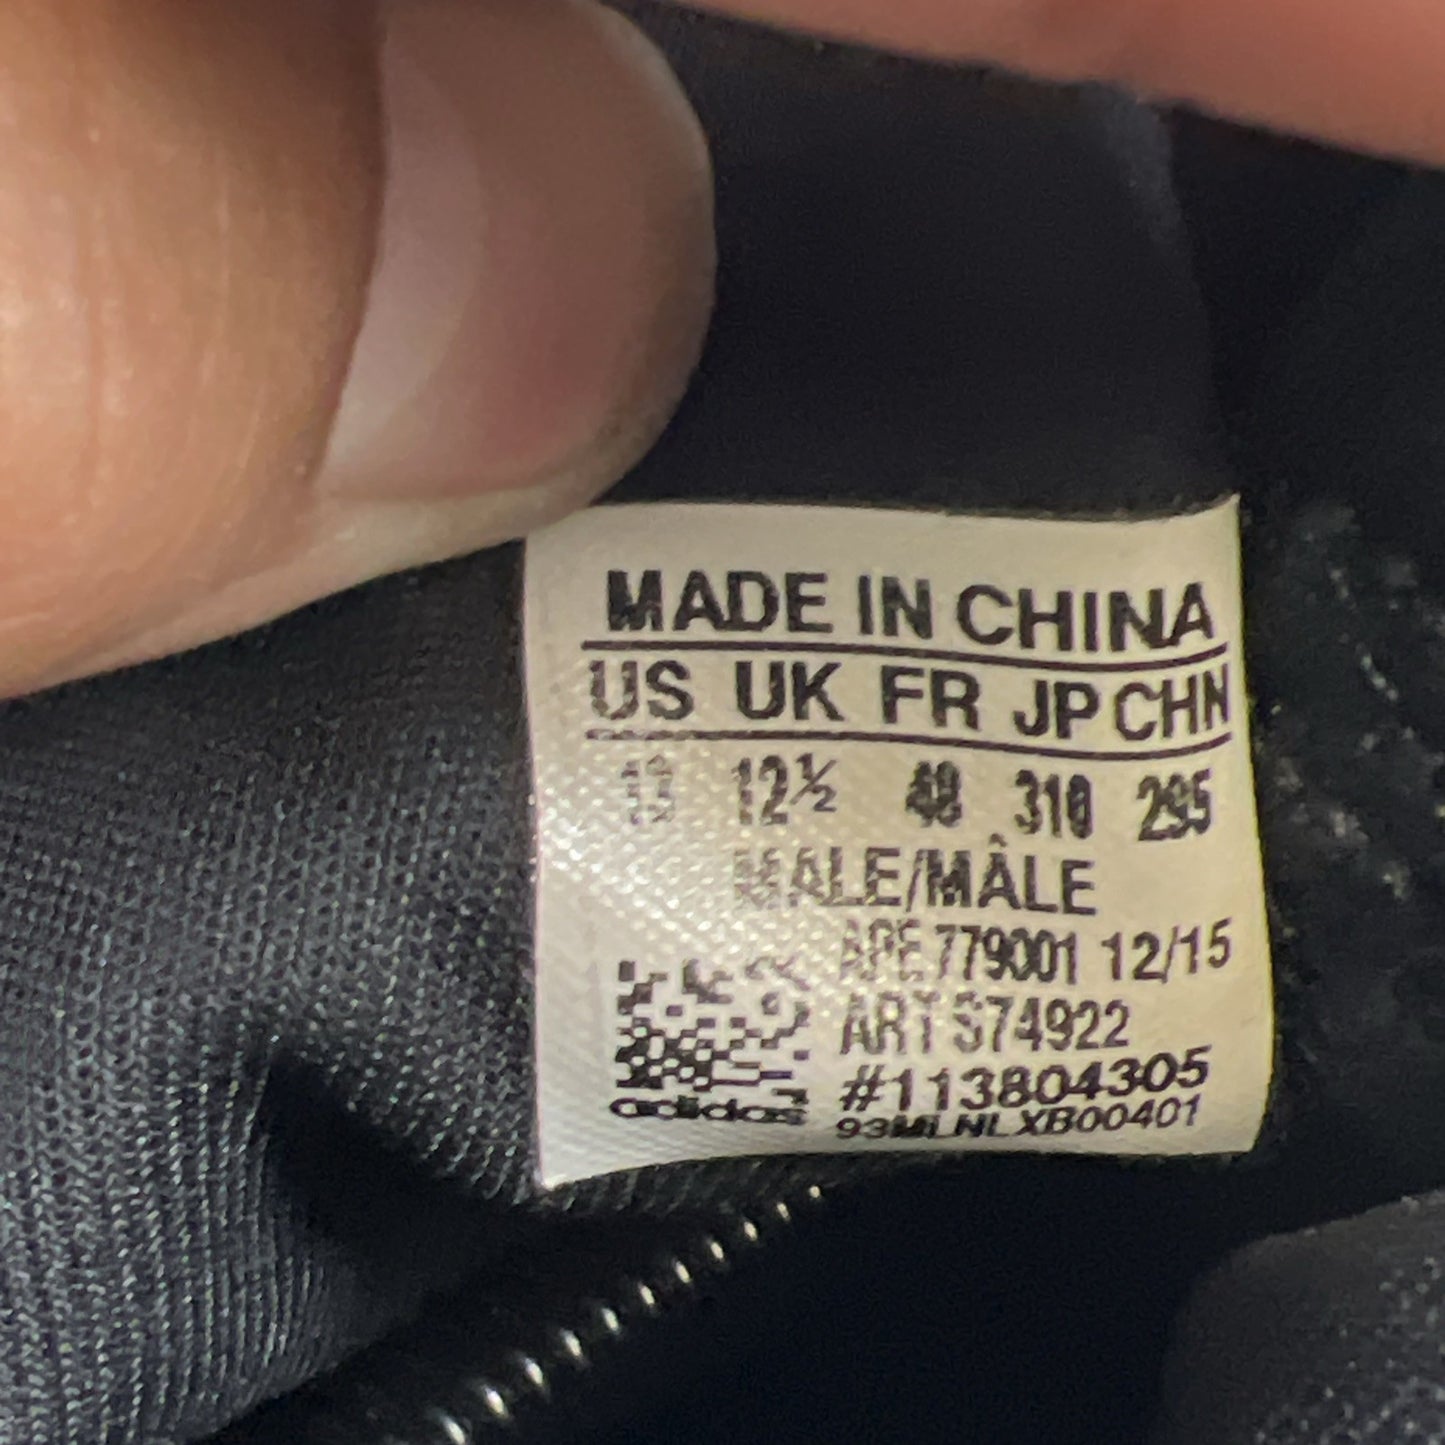 MADE IN CHINA
US UK FR JP CHN
13 12½ 48 310 295
MALE/MÂLE
APE 779001 12/15
ART S74922
#113804305
adidas 93MLNLXB00401